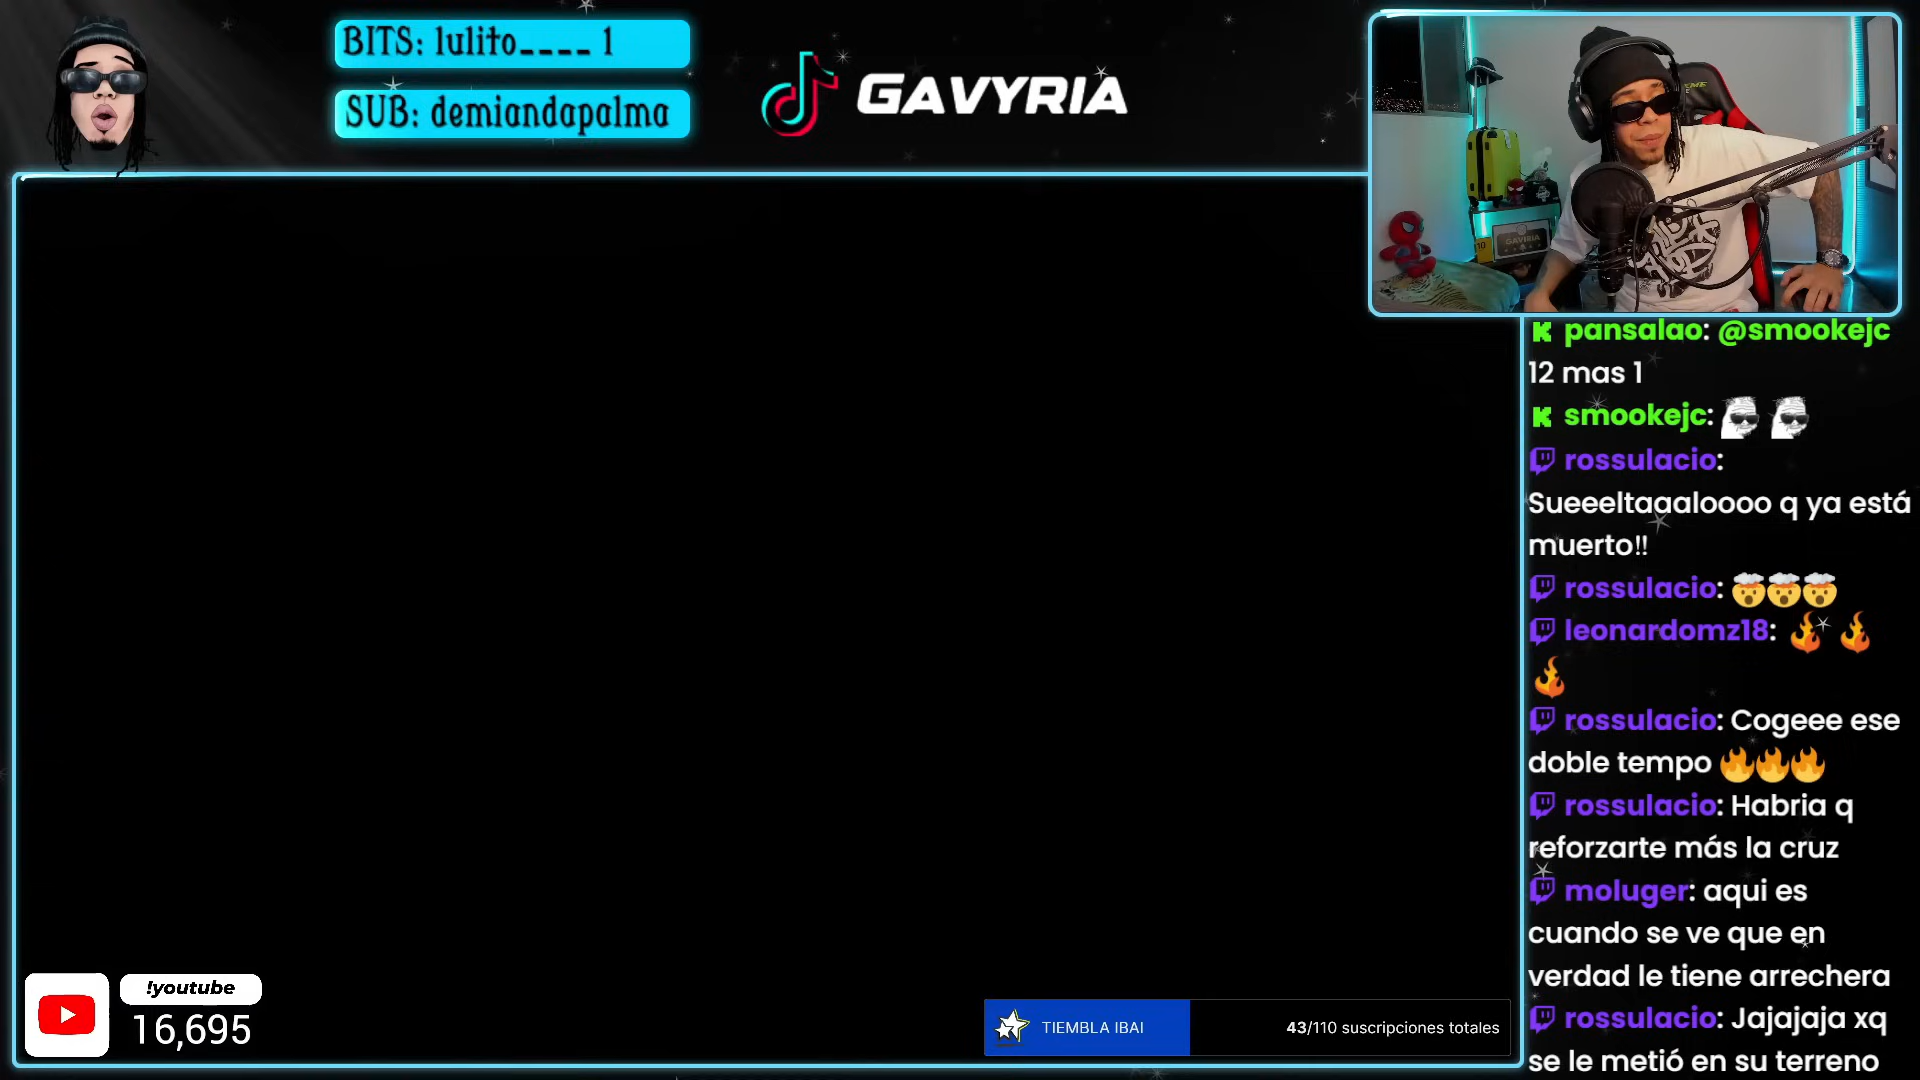 BITS: lulito____ 1
SUB: demiandapalma
GAVYRIA
GAVIRIA
pansalao: @smookejc
12 mas 1
smookejc:
rossulacio:
Sueeeltaaaloooo q ya está
muerto!!
rossulacio: 🤯🤯🤯
leonardomz18: 🔥 🔥
🔥
rossulacio: Cogeee ese
doble tempo 🔥🔥🔥
rossulacio: Habria q
reforzarte más la cruz
moluger: aqui es
cuando se ve que en
verdad le tiene arrechera
rossulacio: Jajajaja xq
se le metió en su terreno
!youtube
16,695
TIEMBLA IBAI
43/110 suscripciones totales